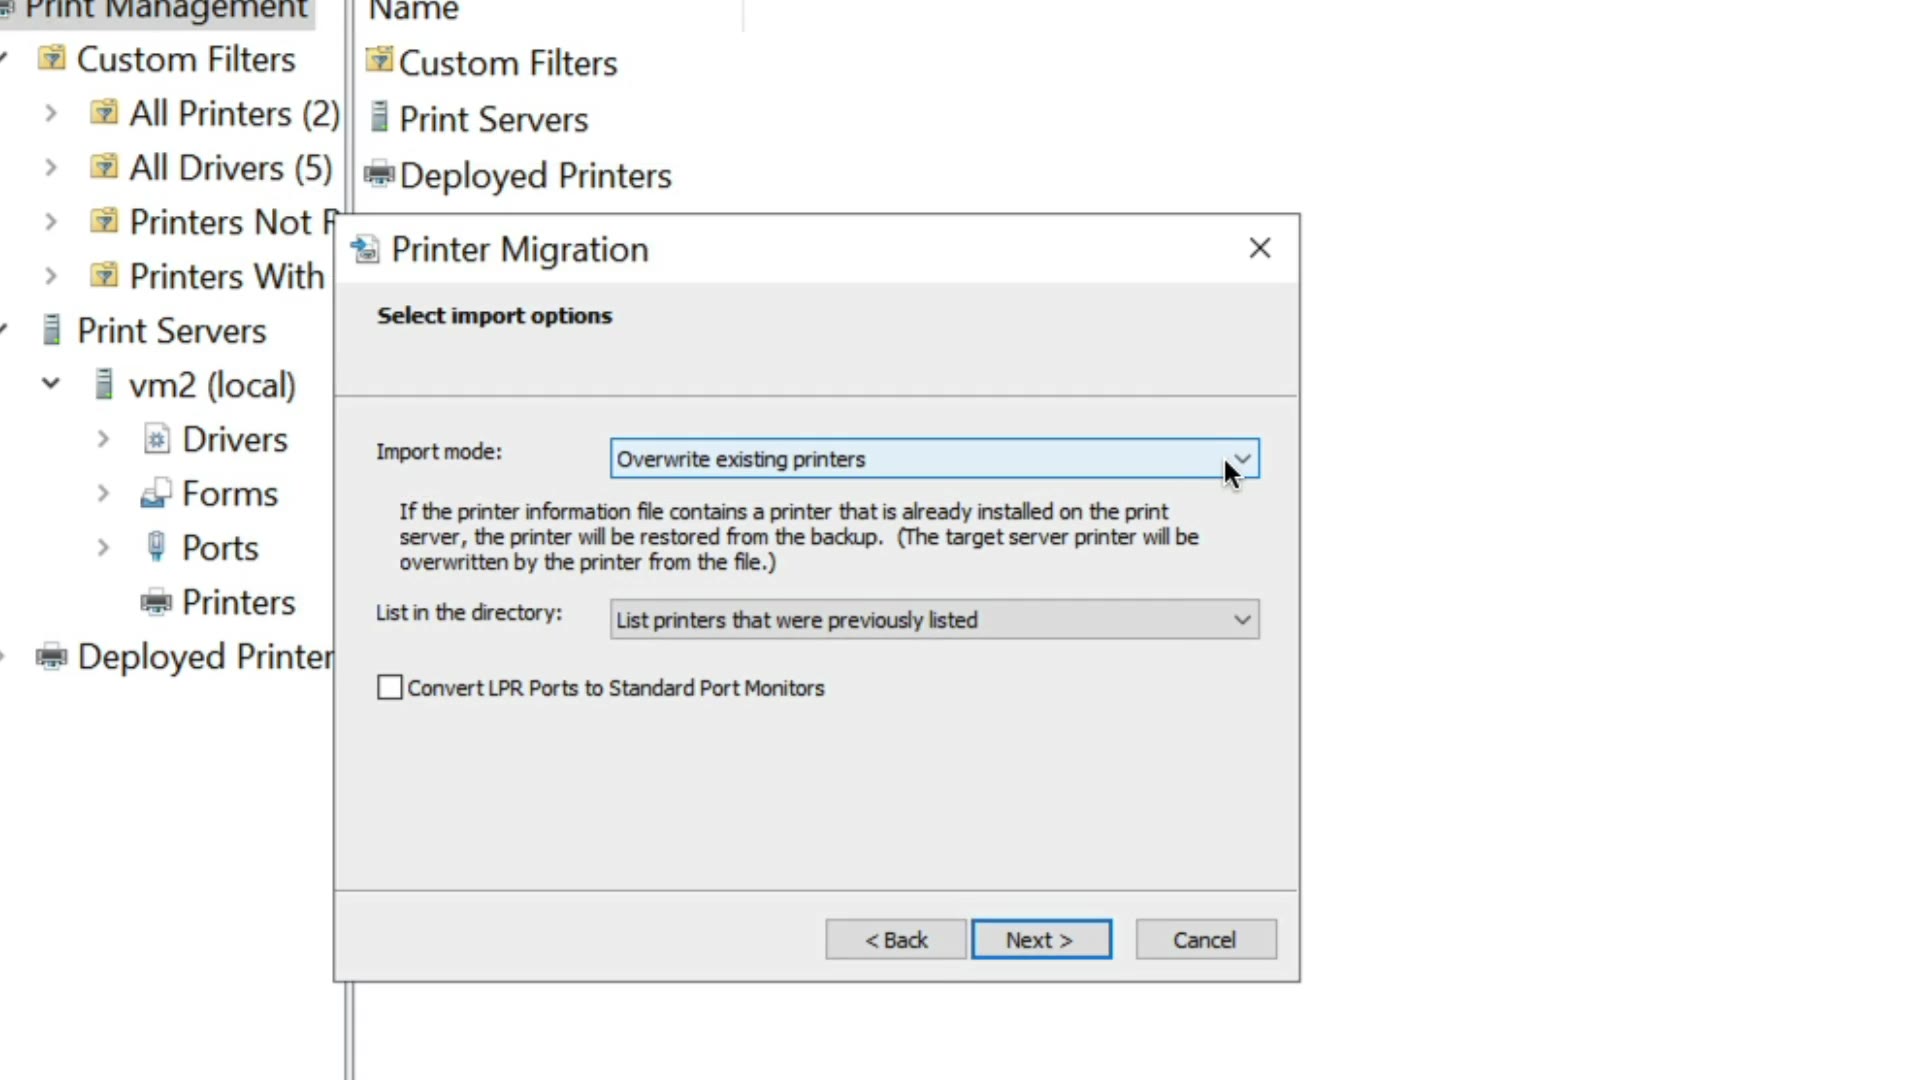 Print Management
Custom Filters
All Printers (2)
All Drivers (5)
Printers Not
Printers With
Print Servers
vm2 (local)
Drivers
Forms
Ports
Printers
Deployed Printer
Name
Custom Filters
Print Servers
Deployed Printers
Printer Migration
Select import options
Import mode:
Overwrite existing printers
If the printer information file contains a printer that is already installed on the print
server, the printer will be restored from the backup. (The target server printer will be
overwritten by the printer from the file.)
List in the directory:
List printers that were previously listed
Convert LPR Ports to Standard Port Monitors
< Back
Next >
Cancel